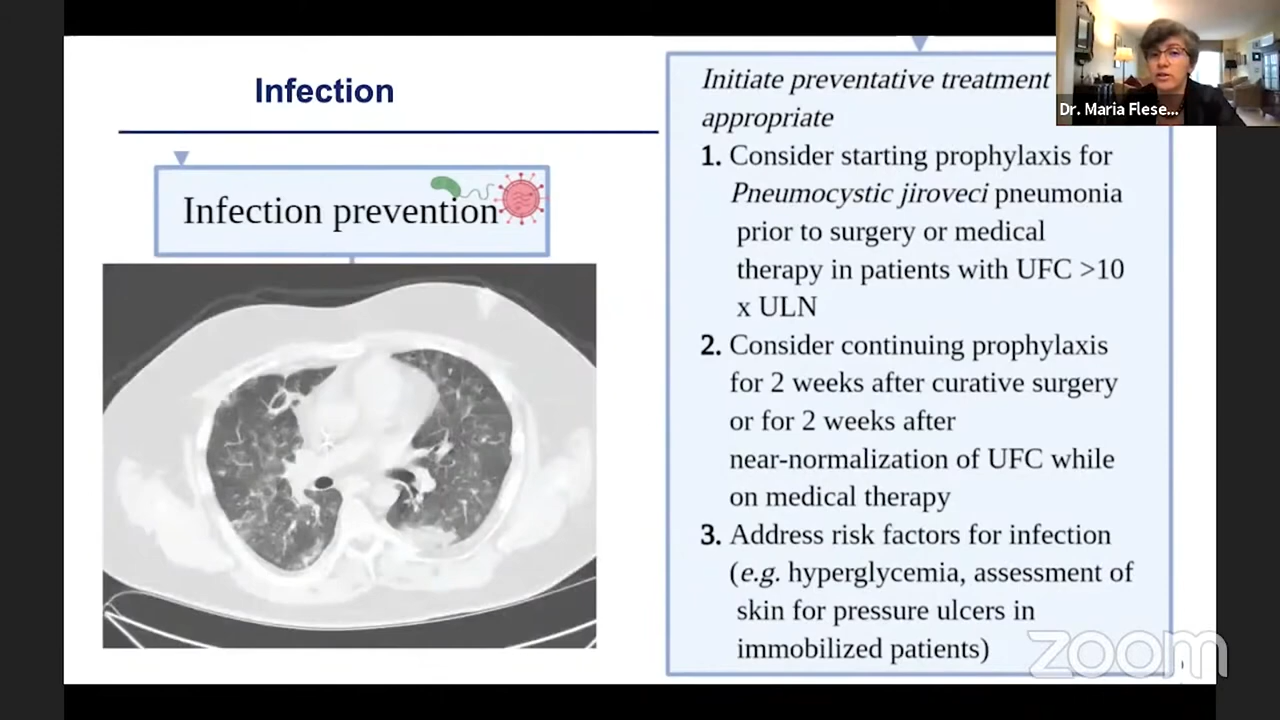 Infection
Infection prevention
Initiate preventative treatment
appropriate
1. Consider starting prophylaxis for
Pneumocystic jiroveci pneumonia
prior to surgery or medical
therapy in patients with UFC >10
x ULN
2. Consider continuing prophylaxis
for 2 weeks after curative surgery
or for 2 weeks after
near-normalization of UFC while
on medical therapy
3. Address risk factors for infection
(e.g. hyperglycemia, assessment of
skin for pressure ulcers in
immobilized patients)
Dr. Maria Flese...
zoom